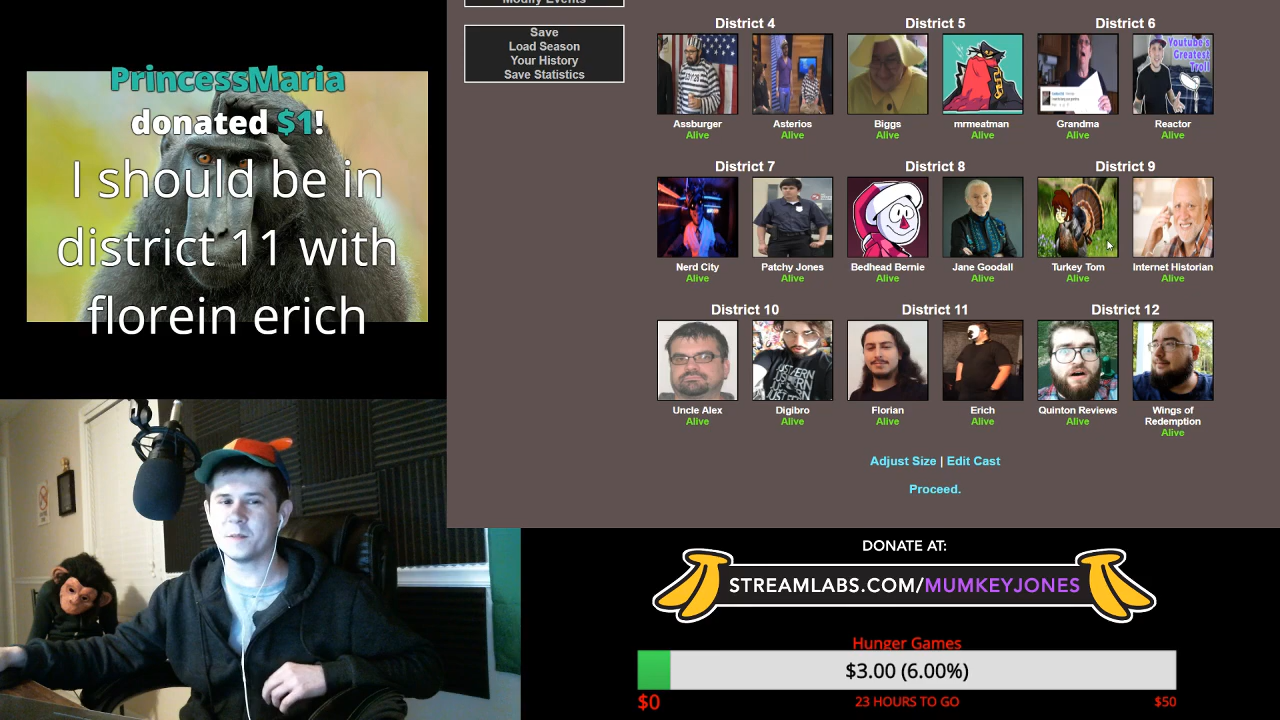 PrincessMaria
donated $1!
I should be in
district 11 with
florein erich
Modify Events
Save
Load Season
Your History
Save Statistics
District 4
District 5
District 6
Youtube's
Greatest
Troll
Assburger
Alive
Asterios
Alive
Biggs
Alive
mrmeatman
Alive
Grandma
Alive
Reactor
Alive
District 7
District 8
District 9
Nerd City
Alive
Patchy Jones
Alive
Bedhead Bernie
Alive
Jane Goodall
Alive
Turkey Tom
Alive
Internet Historian
Alive
District 10
District 11
District 12
Uncle Alex
Alive
Digibro
Alive
Florian
Alive
Erich
Alive
Quinton Reviews
Alive
Wings of
Redemption
Alive
Adjust Size | Edit Cast
Proceed.
DONATE AT:
STREAMLABS.COM/MUMKEYJONES
Hunger Games
$3.00 (6.00%)
$0
23 HOURS TO GO
$50